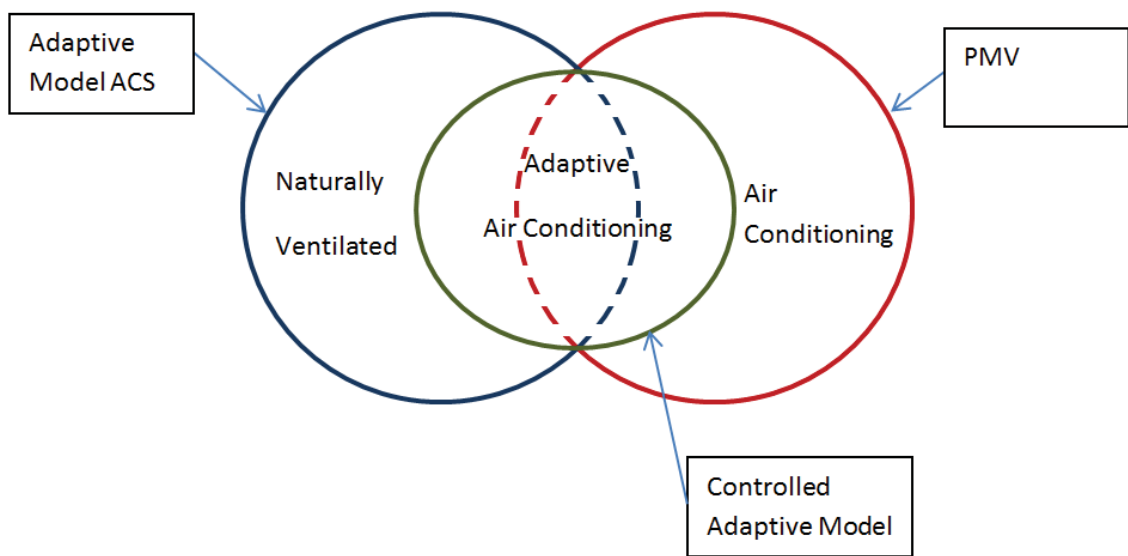 Adaptive
Model ACS
PMV
Naturally
Ventilated
Adaptive
Air Conditioning
Air
Conditioning
Controlled
Adaptive Model